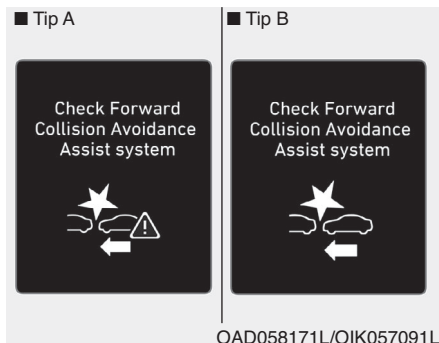 ■ Tip A
Check Forward
Collision Avoidance
Assist system
■ Tip B
Check Forward
Collision Avoidance
Assist system
OAD058171L/OIK057091L